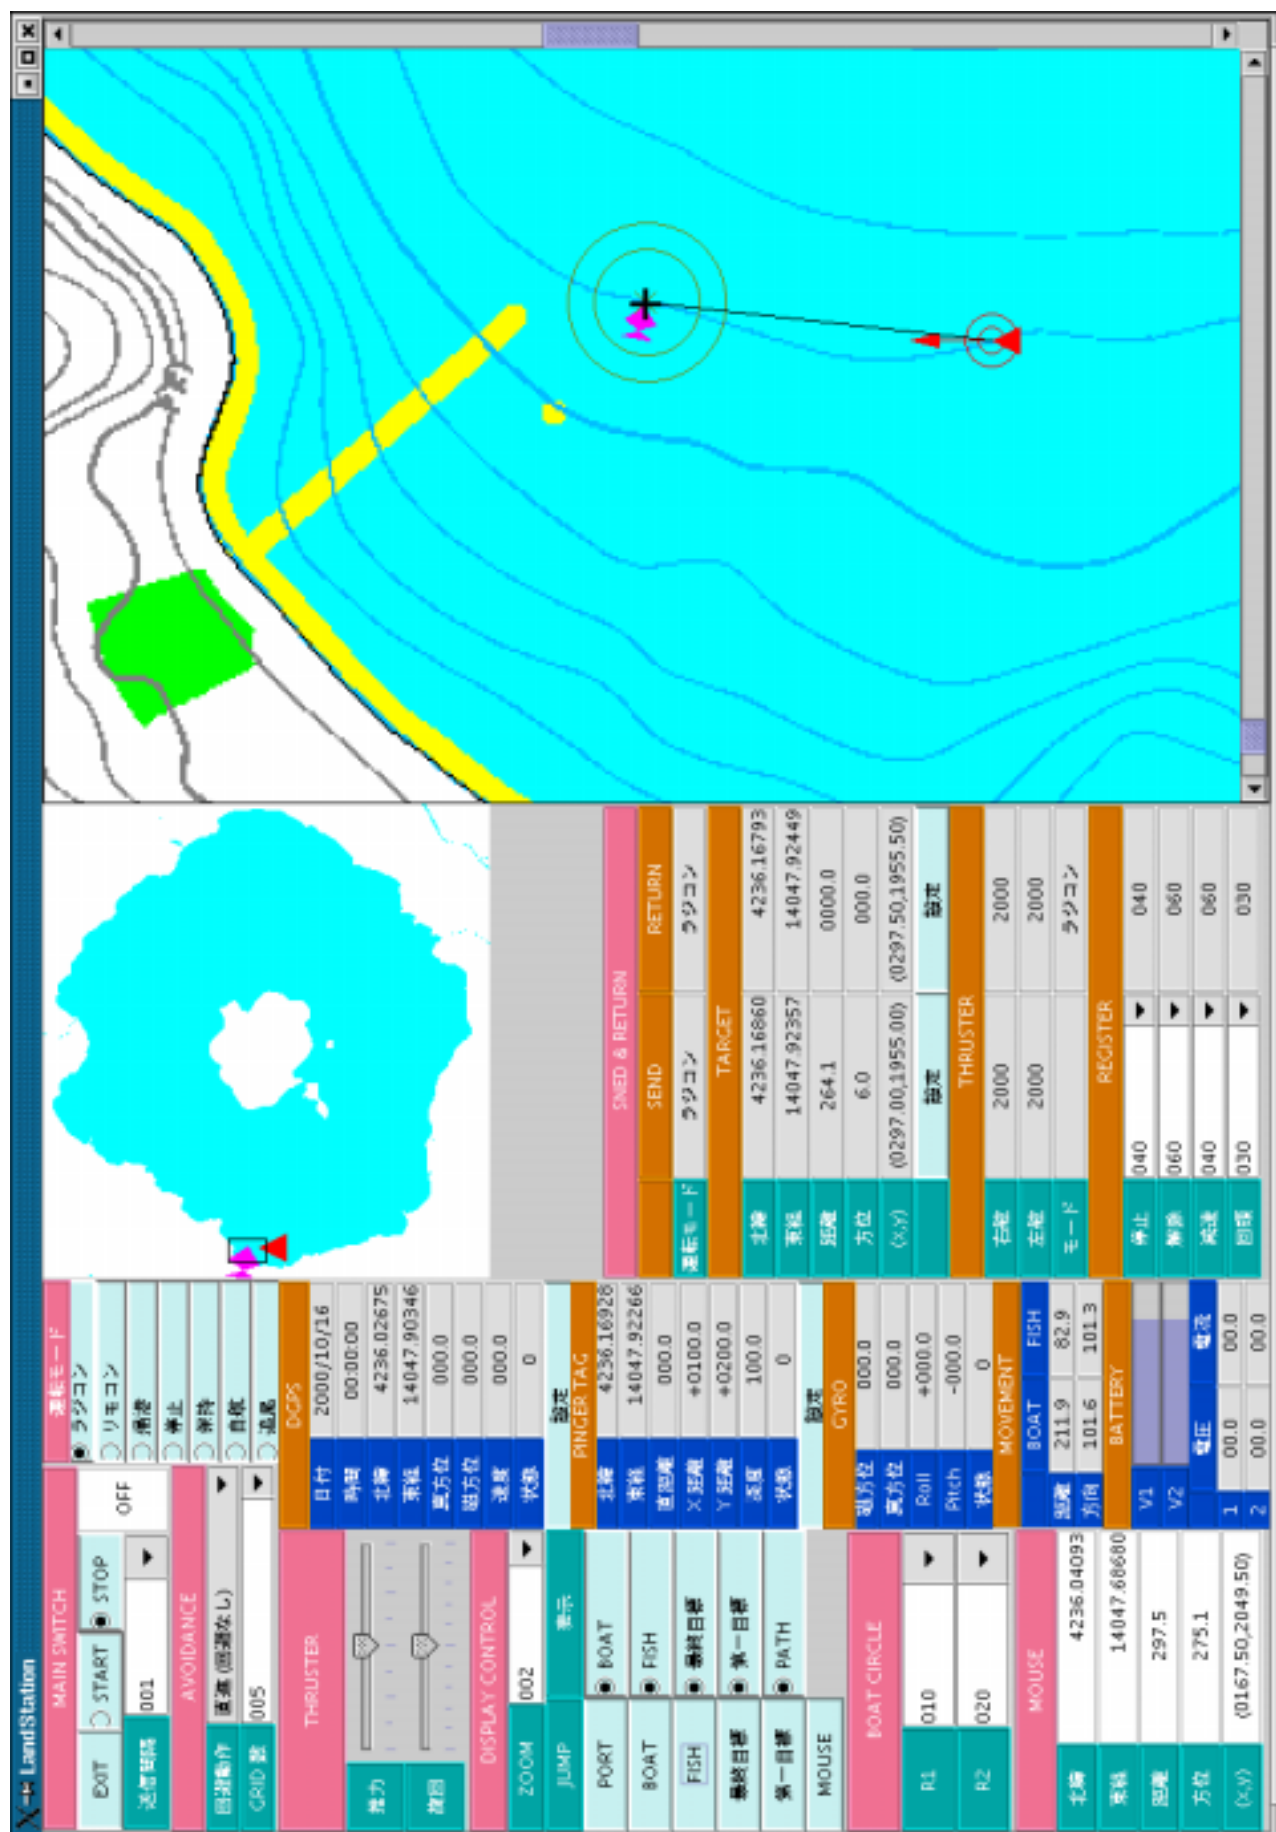 LandStation
MAIN SWITCH
EXIT
START
STOP
OFF
送信間隔
001
AVOIDANCE
回避動作
直進 (回避なし)
GRID 数
005
THRUSTER
推力
旋回
DISPLAY CONTROL
ZOOM
002
JUMP
表示
PORT
BOAT
BOAT
FISH
FISH
最終目標
最終目標
第一目標
第一目標
PATH
MOUSE
BOAT CIRCLE
R1
010
R2
020
MOUSE
北緯
4236.04093
東経
14047.68680
距離
297.5
方位
275.1
(x,y)
(0167.50,2049.50)
運転モード
ラジコン
リモコン
帰港
停止
保持
自航
追尾
DGPS
日付
2000/10/16
時間
00:00:00
北緯
4236.02675
東経
14047.90346
真方位
000.0
磁方位
000.0
速度
000.0
状態
0
設定
PINGER TAG
北緯
4236.16928
東経
14047.92266
直距離
000.0
X 距離
+0100.0
Y 距離
+0200.0
深度
100.0
状態
0
設定
GYRO
磁方位
000.0
真方位
000.0
Roll
+000.0
Pitch
-000.0
状態
0
MOVEMENT
BOAT
FISH
距離
211.9
82.9
方向
101.6
101.3
BATTERY
V1
V2
電圧
電流
1
00.0
00.0
2
00.0
00.0
SNED & RETURN
SEND
RETURN
運転モード
ラジコン
ラジコン
TARGET
北緯
4236.16860
4236.16793
東経
14047.92357
14047.92449
距離
264.1
0000.0
方位
6.0
000.0
(x,y)
(0297.00,1955.00)
(0297.50,1955.50)
設定
設定
THRUSTER
右舷
2000
2000
左舷
2000
2000
モード
ラジコン
REGISTER
停止
040
040
解除
060
060
減速
040
060
回頭
030
030